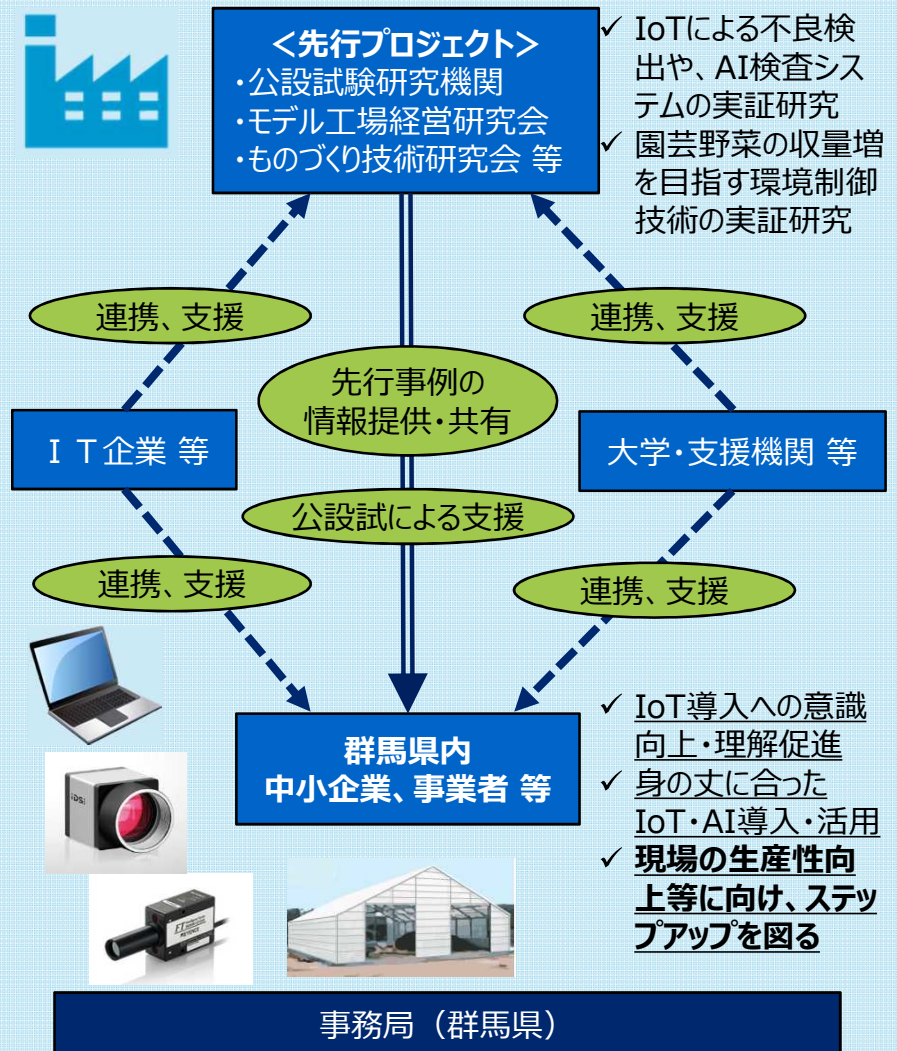 ＜先行プロジェクト＞
・公設試験研究機関
・モデル工場経営研究会
・ものづくり技術研究会 等
✓ IoTによる不良検
出や、AI検査シス
テムの実証研究
✓ 園芸野菜の収量増
を目指す環境制御
技術の実証研究
連携、支援
連携、支援
先行事例の
情報提供・共有
ＩＴ企業 等
大学・支援機関 等
公設試による支援
連携、支援
連携、支援
群馬県内
中小企業、事業者 等
✓ IoT導入への意識
向上・理解促進
✓ 身の丈に合った
IoT・AI導入・活用
✓ 現場の生産性向
上等に向け、ステッ
プアップを図る
iDS
KEYENCE
事務局（群馬県）